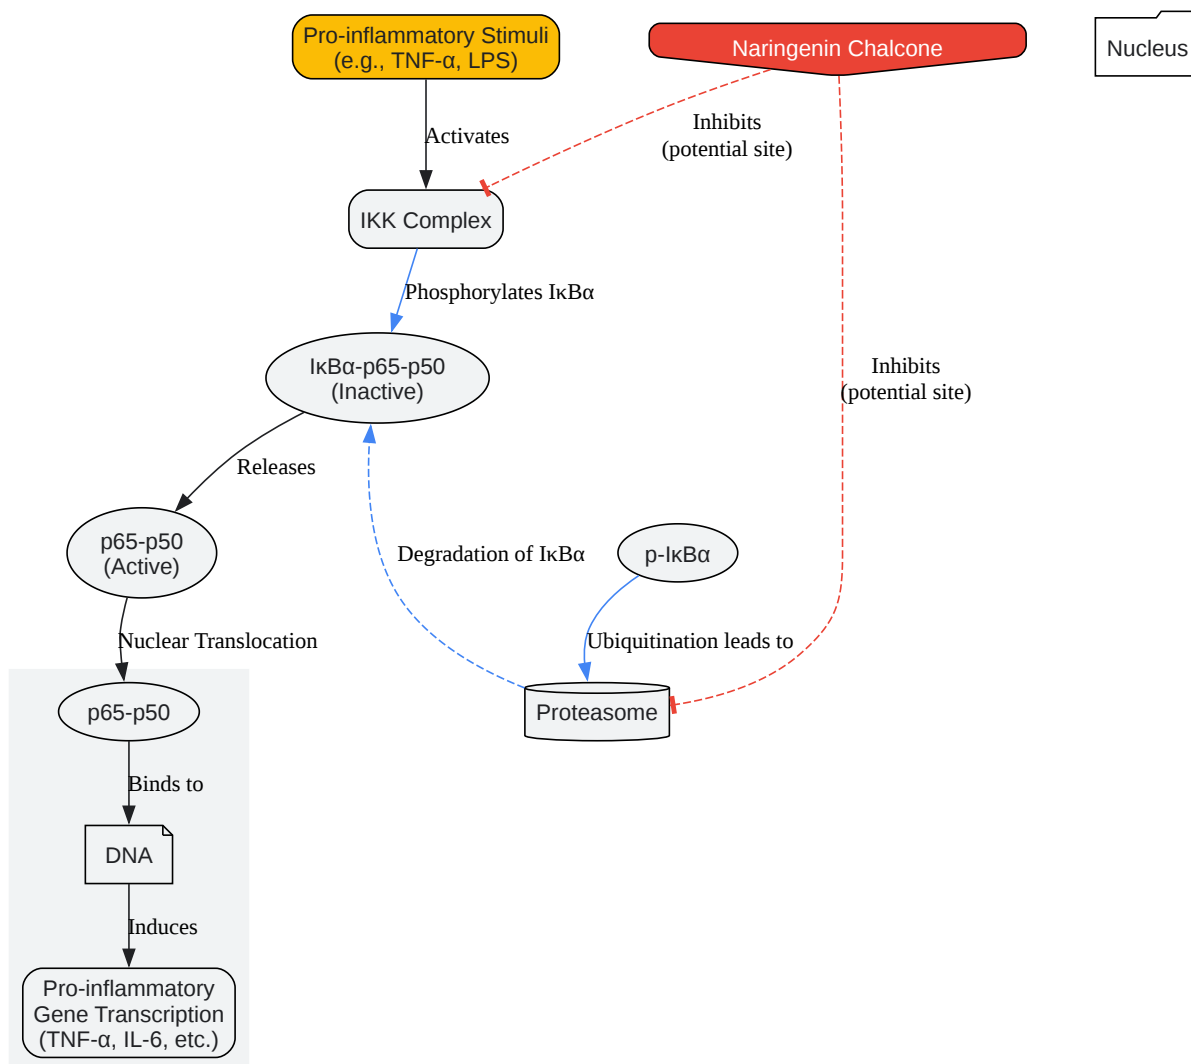 Pro-inflammatory Stimuli
(e.g., TNF-α, LPS)
Naringenin Chalcone
Nucleus
Activates
Inhibits
(potential site)
IKK Complex
Phosphorylates IκBα
IκBα-p65-p50
(Inactive)
Inhibits
(potential site)
Releases
p65-p50
(Active)
Degradation of IκBα
p-IκBα
Nuclear Translocation
Ubiquitination leads to
p65-p50
Proteasome
Binds to
DNA
Induces
Pro-inflammatory
Gene Transcription
(TNF-α, IL-6, etc.)